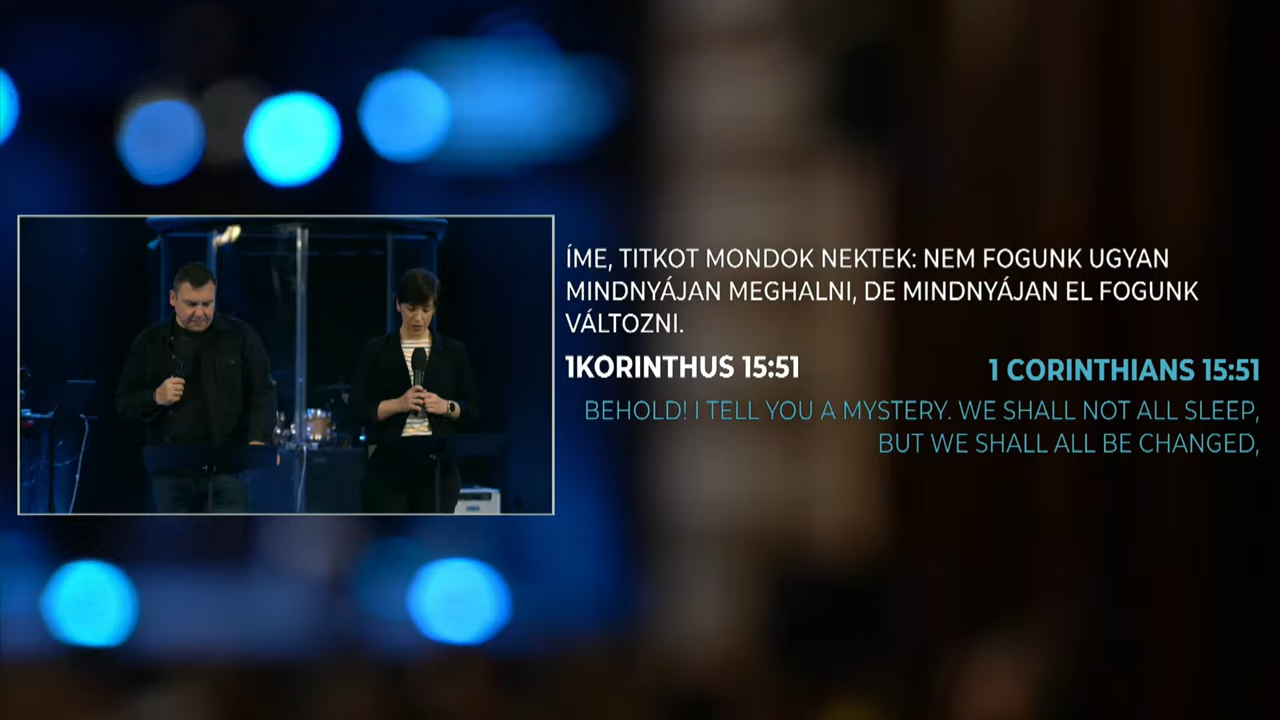 ÍME, TITKOT MONDOK NEKTEK: NEM FOGUNK UGYAN
MINDNYÁJAN MEGHALNI, DE MINDNYÁJAN EL FOGUNK
VÁLTOZNI.
1KORINTHUS 15:51
1 CORINTHIANS 15:51
BEHOLD! I TELL YOU A MYSTERY. WE SHALL NOT ALL SLEEP,
BUT WE SHALL ALL BE CHANGED,